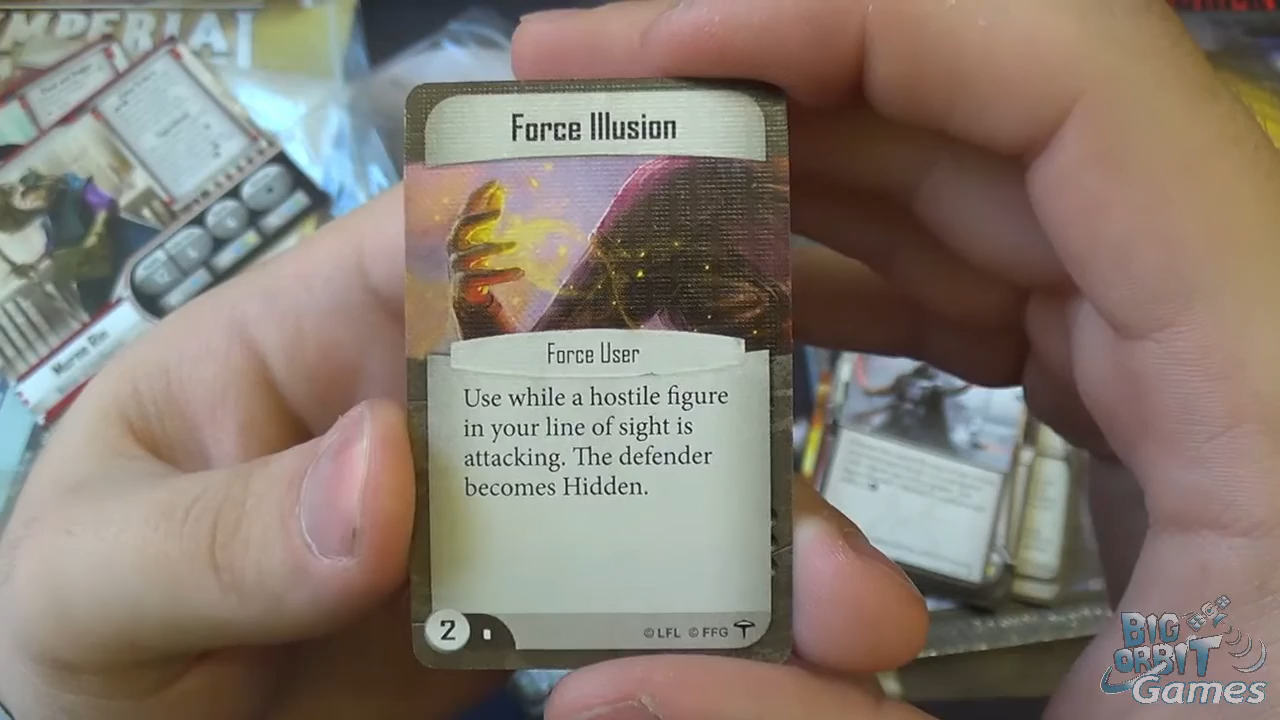 IMPERIAL
Force Illusion
Force User
Use while a hostile figure
in your line of sight is
attacking. The defender
becomes Hidden.
2
© LFL © FFG
BIG
ORBIT
Games